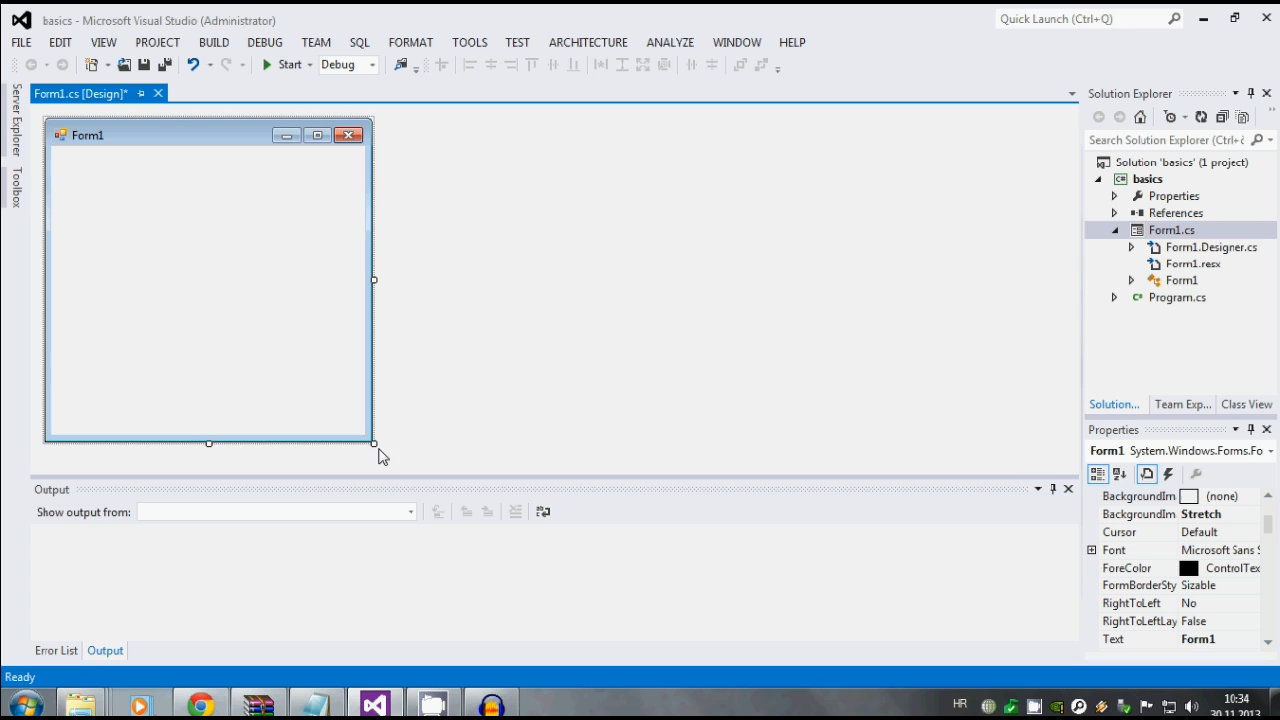 basics - Microsoft Visual Studio (Administrator)
Quick Launch (Ctrl+Q)
FILE EDIT VIEW PROJECT BUILD DEBUG TEAM SQL FORMAT TOOLS TEST ARCHITECTURE ANALYZE WINDOW HELP
Start Debug
Server Explorer
Toolbox
Form1.cs [Design]*
Form1
Solution Explorer
Search Solution Explorer (Ctrl+
Solution 'basics' (1 project)
basics
Properties
References
Form1.cs
Form1.Designer.cs
Form1.resx
Form1
Program.cs
Solution... Team Exp... Class View
Properties
Form1 System.Windows.Forms.Fo
BackgroundIm (none)
BackgroundIm Stretch
Cursor Default
Font Microsoft Sans S
ForeColor ControlTex
FormBorderSty Sizable
RightToLeft No
RightToLeftLay False
Text Form1
Output
Show output from:
Error List Output
Ready
HR
10:34
30.11.2013